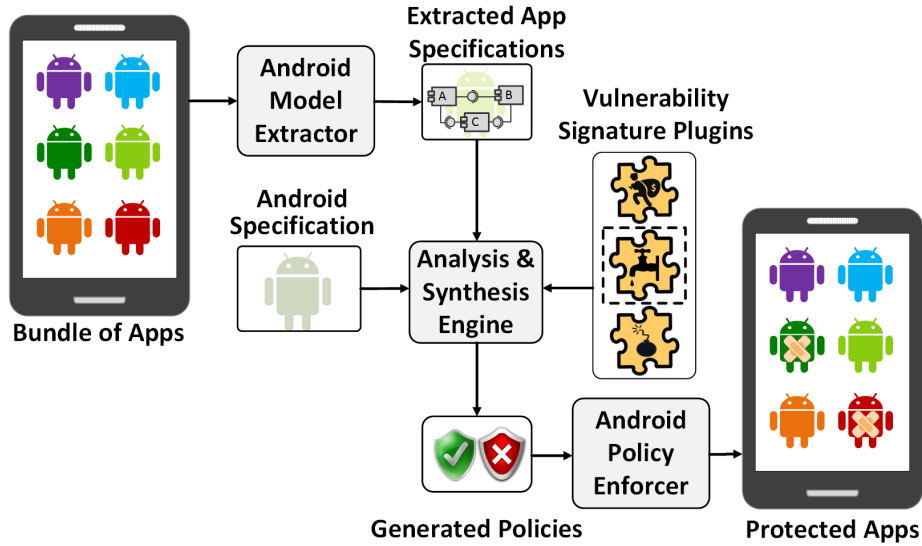 Extracted App
Specifications
Android
Model
Extractor
A
B
C
Vulnerability
Signature Plugins
$
Android
Specification
Analysis &
Synthesis
Engine
Bundle of Apps
Android
Policy
Enforcer
Generated Policies
Protected Apps